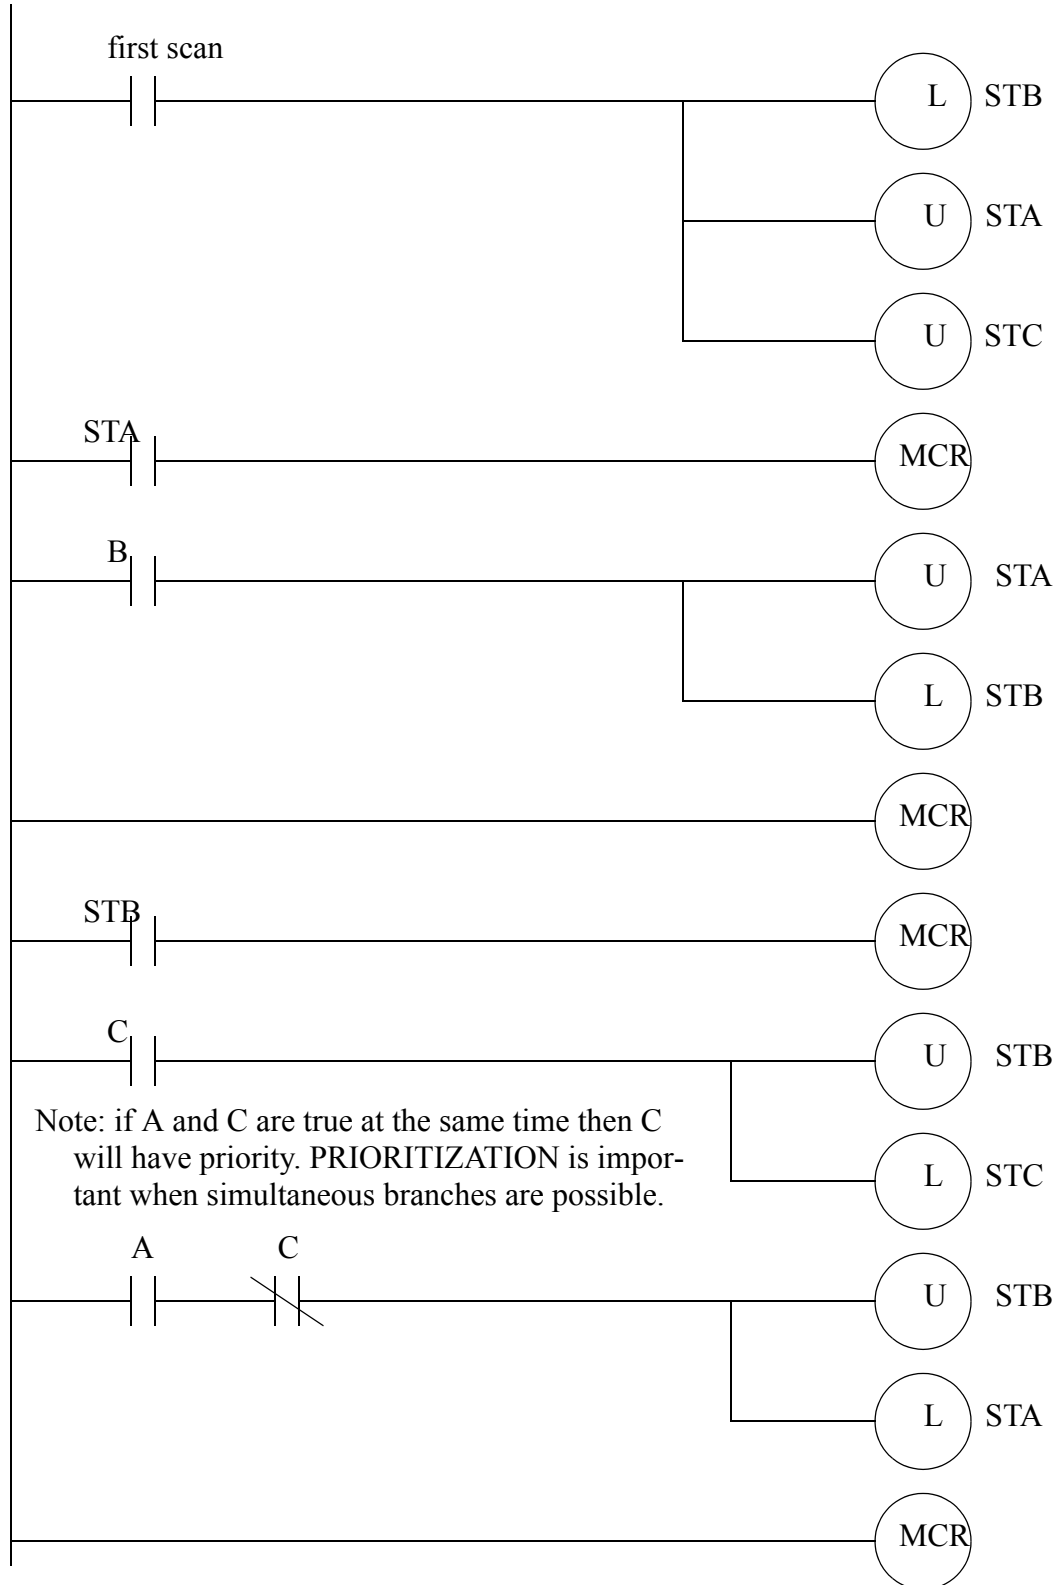 first scan
L STB
U STA
U STC
STA
MCR
B
U STA
L STB
MCR
STB
MCR
C
U STB
Note: if A and C are true at the same time then C
will have priority. PRIORITIZATION is impor-
tant when simultaneous branches are possible.
L STC
A C
U STB
L STA
MCR